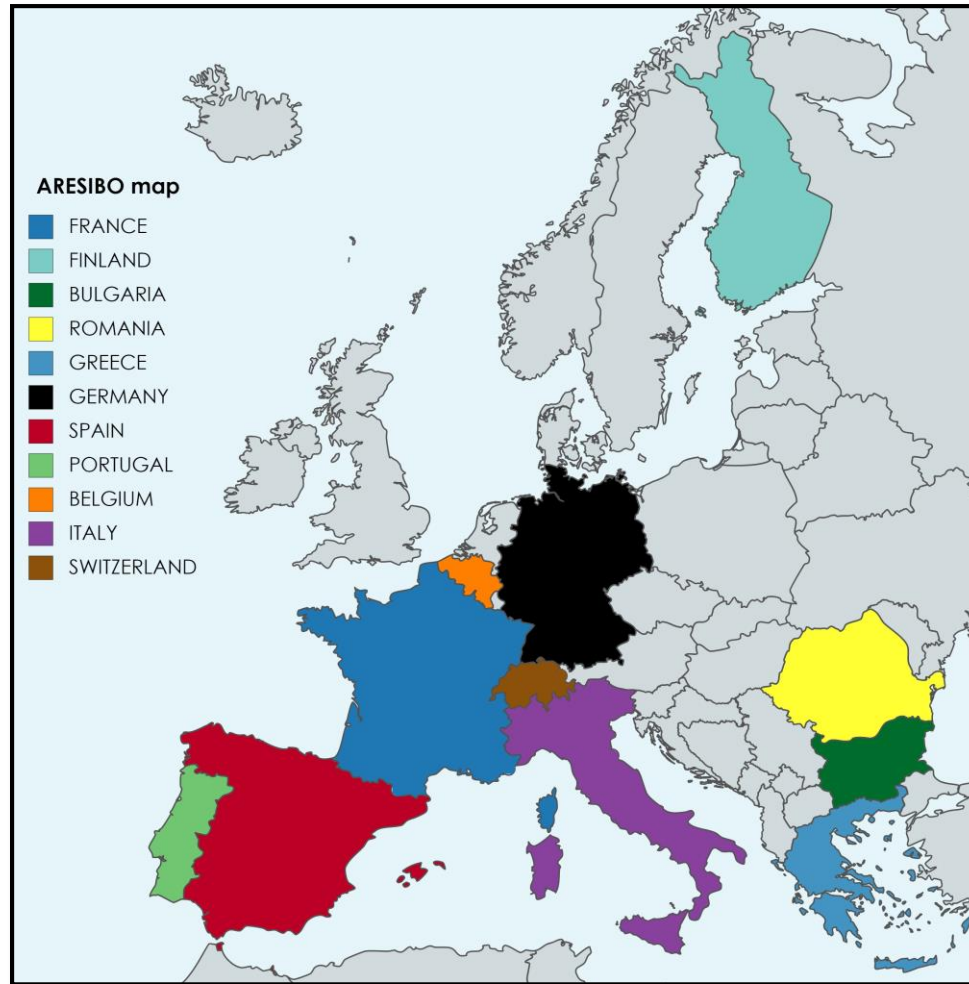 ARESIBO map
FRANCE
FINLAND
BULGARIA
ROMANIA
GREECE
GERMANY
SPAIN
PORTUGAL
BELGIUM
ITALY
SWITZERLAND